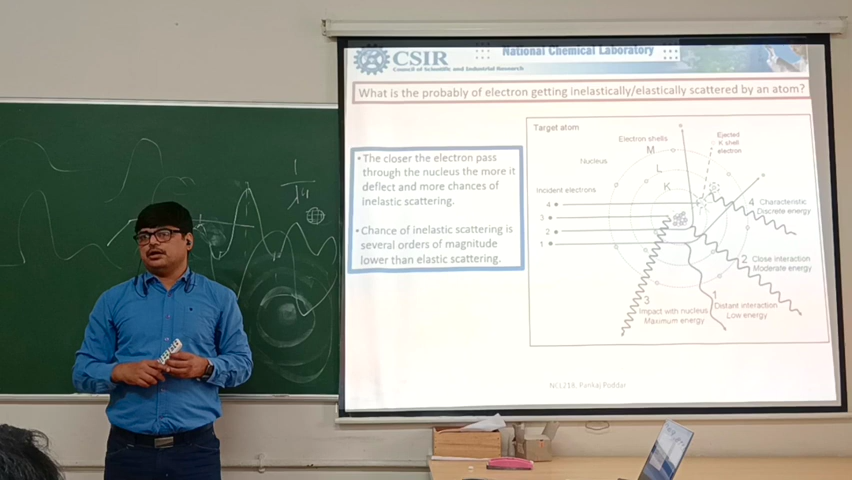 CSIR
Council of Scientific and Industrial Research
National Chemical Laboratory
What is the probably of electron getting inelastically/elastically scattered by an atom?
• The closer the electron pass
through the nucleus the more it
deflect and more chances of
inelastic scattering.
• Chance of inelastic scattering is
several orders of magnitude
lower than elastic scattering.
Target atom
Electron shells
Nucleus
M
L
K
Ejected
K shell
electron
Incident electrons
4
3
2
1
4 Characteristic
Discrete energy
2 Close interaction
Moderate energy
1
Distant interaction
Low energy
3
Impact with nucleus
Maximum energy
NCL218, Pankaj Poddar
1
λ⁴